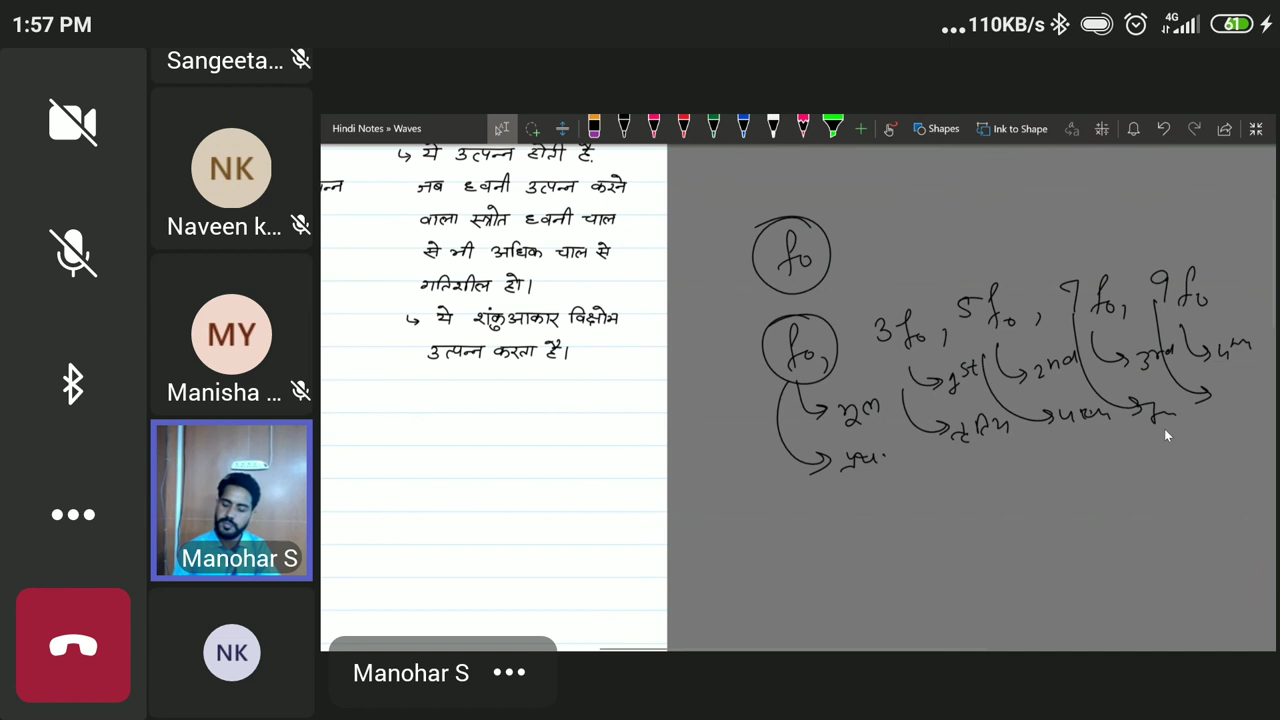 1:57 PM
...110KB/s 4G 61
Sangeeta...
NK
Naveen k...
MY
Manisha ...
Manohar S
NK
Hindi Notes » Waves
Shapes
Ink to Shape
↳ ये उत्पन्न होती है.
न्न
जब ध्वनी उत्पन्न करने
वाला स्त्रोत ध्वनी चाल
से भी अधिक चाल से
गतिशील हो।
↳ ये शंकुआकार विक्षोभ
उत्पन्न करता है।
f₀
f₀, 3f₀, 5f₀, 7f₀, 9f₀
1st 2nd 3rd 4th
मूल
Manohar S •••